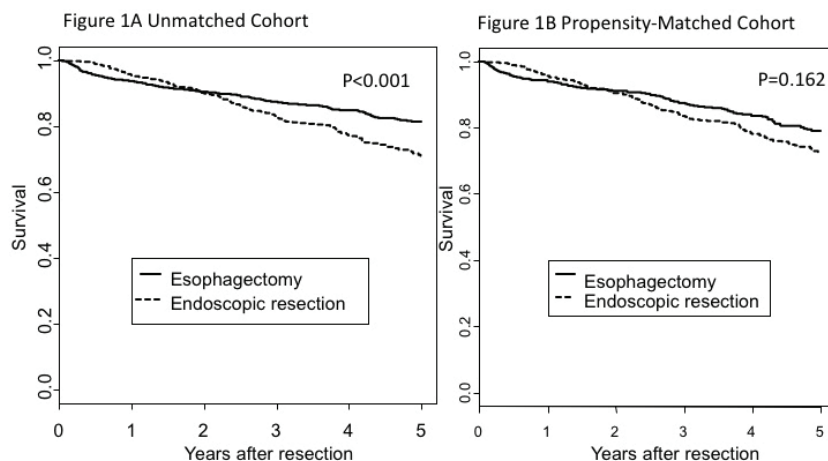 Figure 1A Unmatched Cohort
P<0.001
Survival
1.0
0.8
0.6
0.4
0.2
0.0
Esophagectomy
Endoscopic resection
0 1 2 3 4 5
Years after resection
Figure 1B Propensity-Matched Cohort
P=0.162
Survival
1.0
0.8
0.6
0.4
0.2
0.0
Esophagectomy
Endoscopic resection
0 1 2 3 4 5
Years after resection